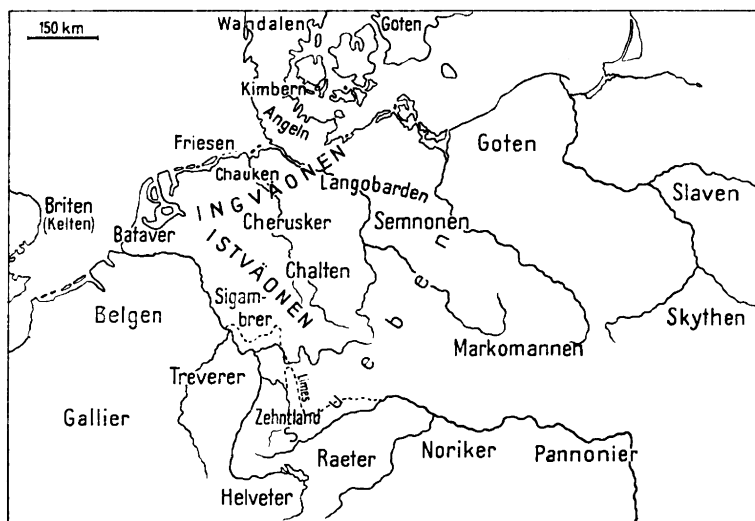 150 km
Wandalen
Goten
Kimbern
Angeln
Friesen
Chauken
Goten
INGVÄONEN
Langobarden
Slaven
Briten
(Kelten)
Bataver
Cherusker
Semnonen
ISTVÄONEN
Chalten
Sueben
Sigam-
brer
Belgen
Skythen
Markomannen
Treverer
Limes
Zehntland
Gallier
Raeter
Noriker
Pannonier
Helveter